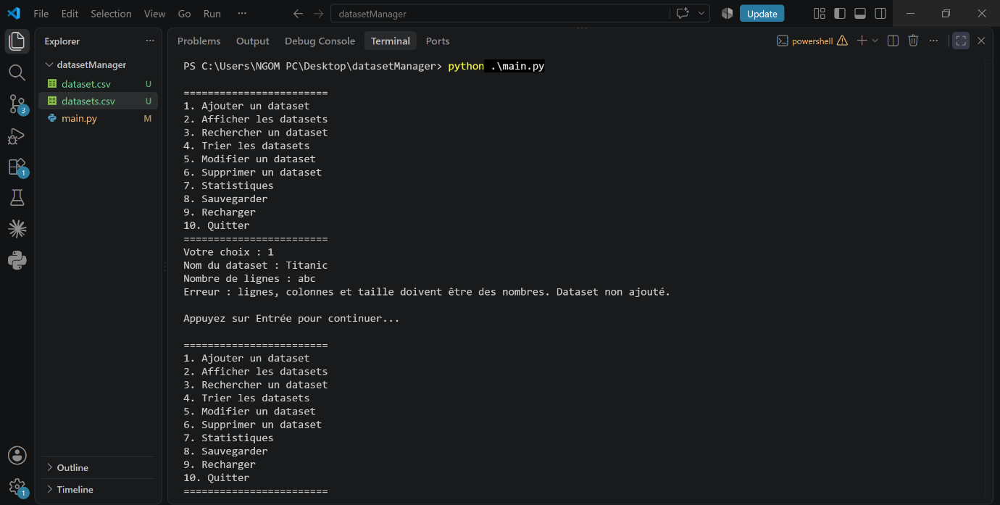 File Edit Selection View Go Run ··· datasetManager Update
Explorer ···
datasetManager
dataset.csv U
datasets.csv U
main.py M
3
1
Outline
Timeline
1
Problems Output Debug Console Terminal Ports powershell ···
PS C:\Users\NGOM PC\Desktop\datasetManager> python .\main.py
========================
1. Ajouter un dataset
2. Afficher les datasets
3. Rechercher un dataset
4. Trier les datasets
5. Modifier un dataset
6. Supprimer un dataset
7. Statistiques
8. Sauvegarder
9. Recharger
10. Quitter
========================
Votre choix : 1
Nom du dataset : Titanic
Nombre de lignes : abc
Erreur : lignes, colonnes et taille doivent être des nombres. Dataset non ajouté.
Appuyez sur Entrée pour continuer...
========================
1. Ajouter un dataset
2. Afficher les datasets
3. Rechercher un dataset
4. Trier les datasets
5. Modifier un dataset
6. Supprimer un dataset
7. Statistiques
8. Sauvegarder
9. Recharger
10. Quitter
========================